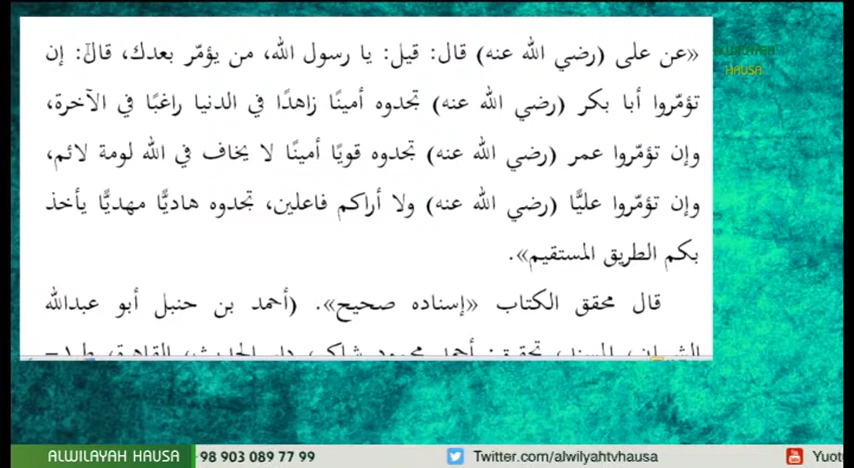 «عن على (رضي الله عنه) قال: قيل: يا رسول الله، من يؤمّر بعدك، قال: إن
تؤمّروا أبا بكر (رضي الله عنه) تجدوه أمينًا زاهدًا في الدنيا راغبًا في الآخرة،
وإن تؤمّروا عمر (رضي الله عنه) تجدوه قويًا أمينًا لا يخاف في الله لومة لائم،
وإن تؤمّروا عليًّا (رضي الله عنه) ولا أراكم فاعلين، تجدوه هاديًّا مهديًّا يأخذ
بكم الطريق المستقيم».
قال محقق الكتاب «إسناده صحيح». (أحمد بن حنبل أبو عبدالله
ALWILAYAH
HAUSA
ALWILAYAH HAUSA
98 903 089 77 99
Twitter.com/alwilyahtvhausa
You